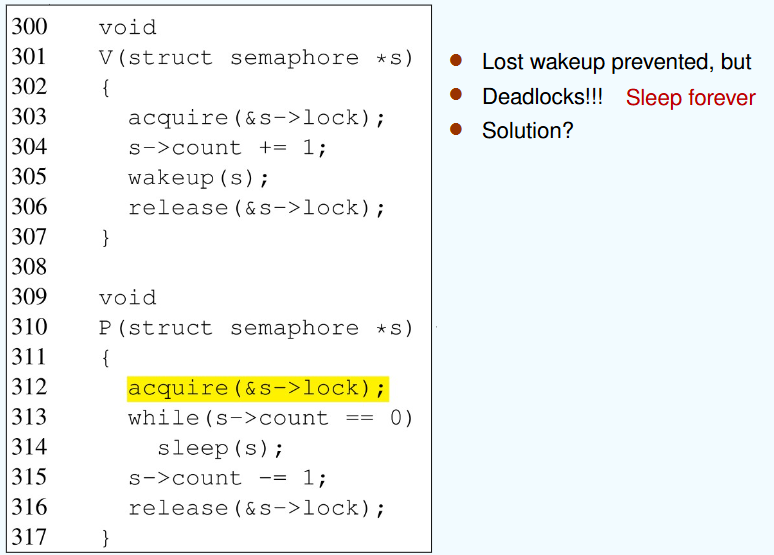 300 void
301 V(struct semaphore *s)
302 {
303 acquire(&s->lock);
304 s->count += 1;
305 wakeup(s);
306 release(&s->lock);
307 }
308
309 void
310 P(struct semaphore *s)
311 {
312 acquire(&s->lock);
313 while(s->count == 0)
314 sleep(s);
315 s->count -= 1;
316 release(&s->lock);
317 }
• Lost wakeup prevented, but
• Deadlocks!!! Sleep forever
• Solution?